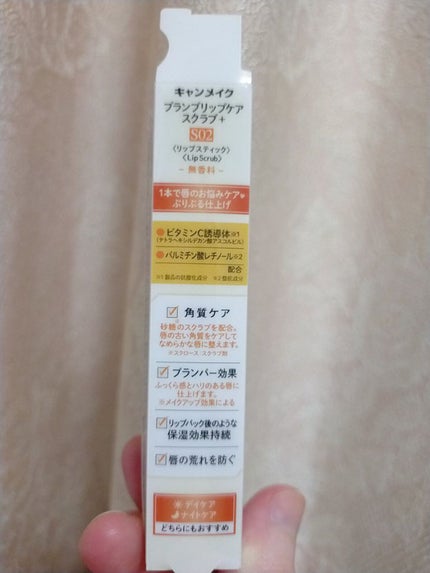 キャンメイク
プランプリップケア
スクラブ+
S02
〈リップスティック〉
〈Lip Scrub〉
- 無香料 -
1本で唇のお悩みケア♥
ぷりぷる仕上げ
ビタミンC誘導体※1
(テトラヘキシルデカン酸アスコルビル)
パルミチン酸レチノール※2
配合
※1 製品の抗酸化成分 ※2 整肌成分
角質ケア
砂糖※のスクラブを配合。
唇の古い角質をケアして
なめらかな唇に整えます。
※スクロース:スクラブ剤
プランパー効果
ふっくら感とハリのある唇に
仕上げます。
※メイクアップ効果による
リップパック後のような
保湿効果持続
唇の荒れを防ぐ
デイケア
ナイトケア
どちらにもおすすめ